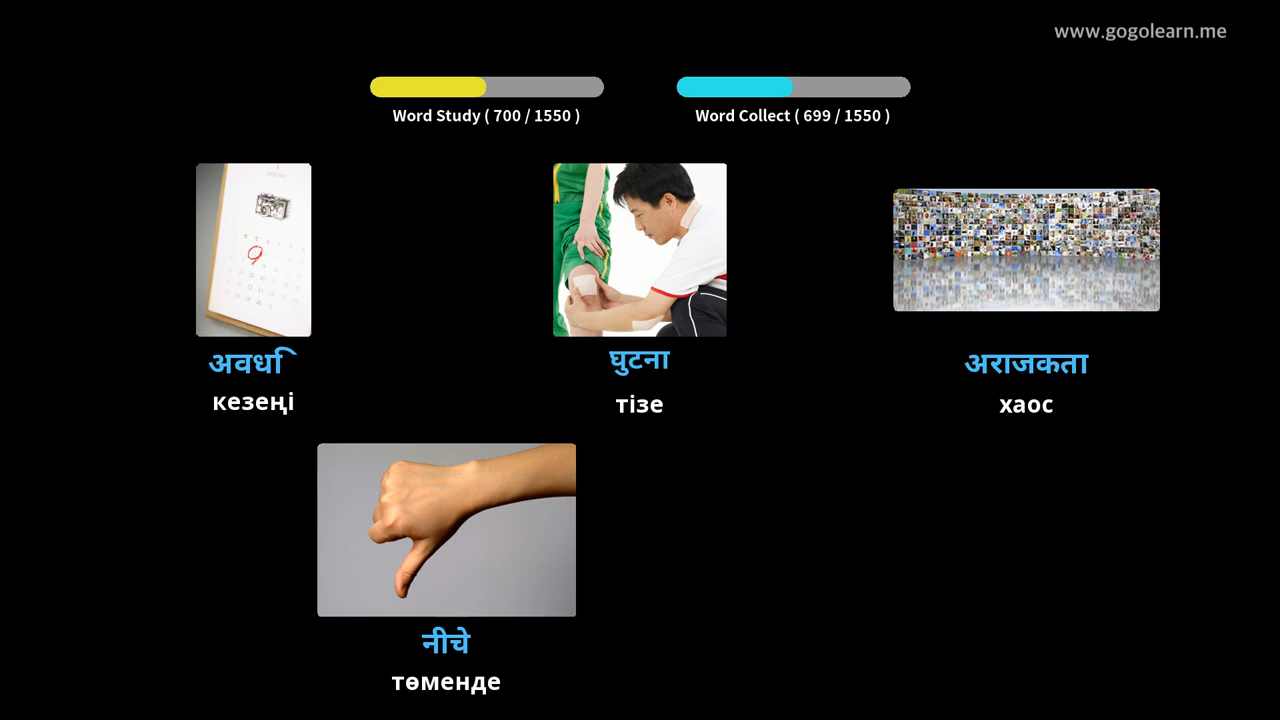 www.gogolearn.me
Word Study ( 700 / 1550 )
Word Collect ( 699 / 1550 )
अवधि
кезеңі
घुटना
тізе
अराजकता
хаос
नीचे
төменде